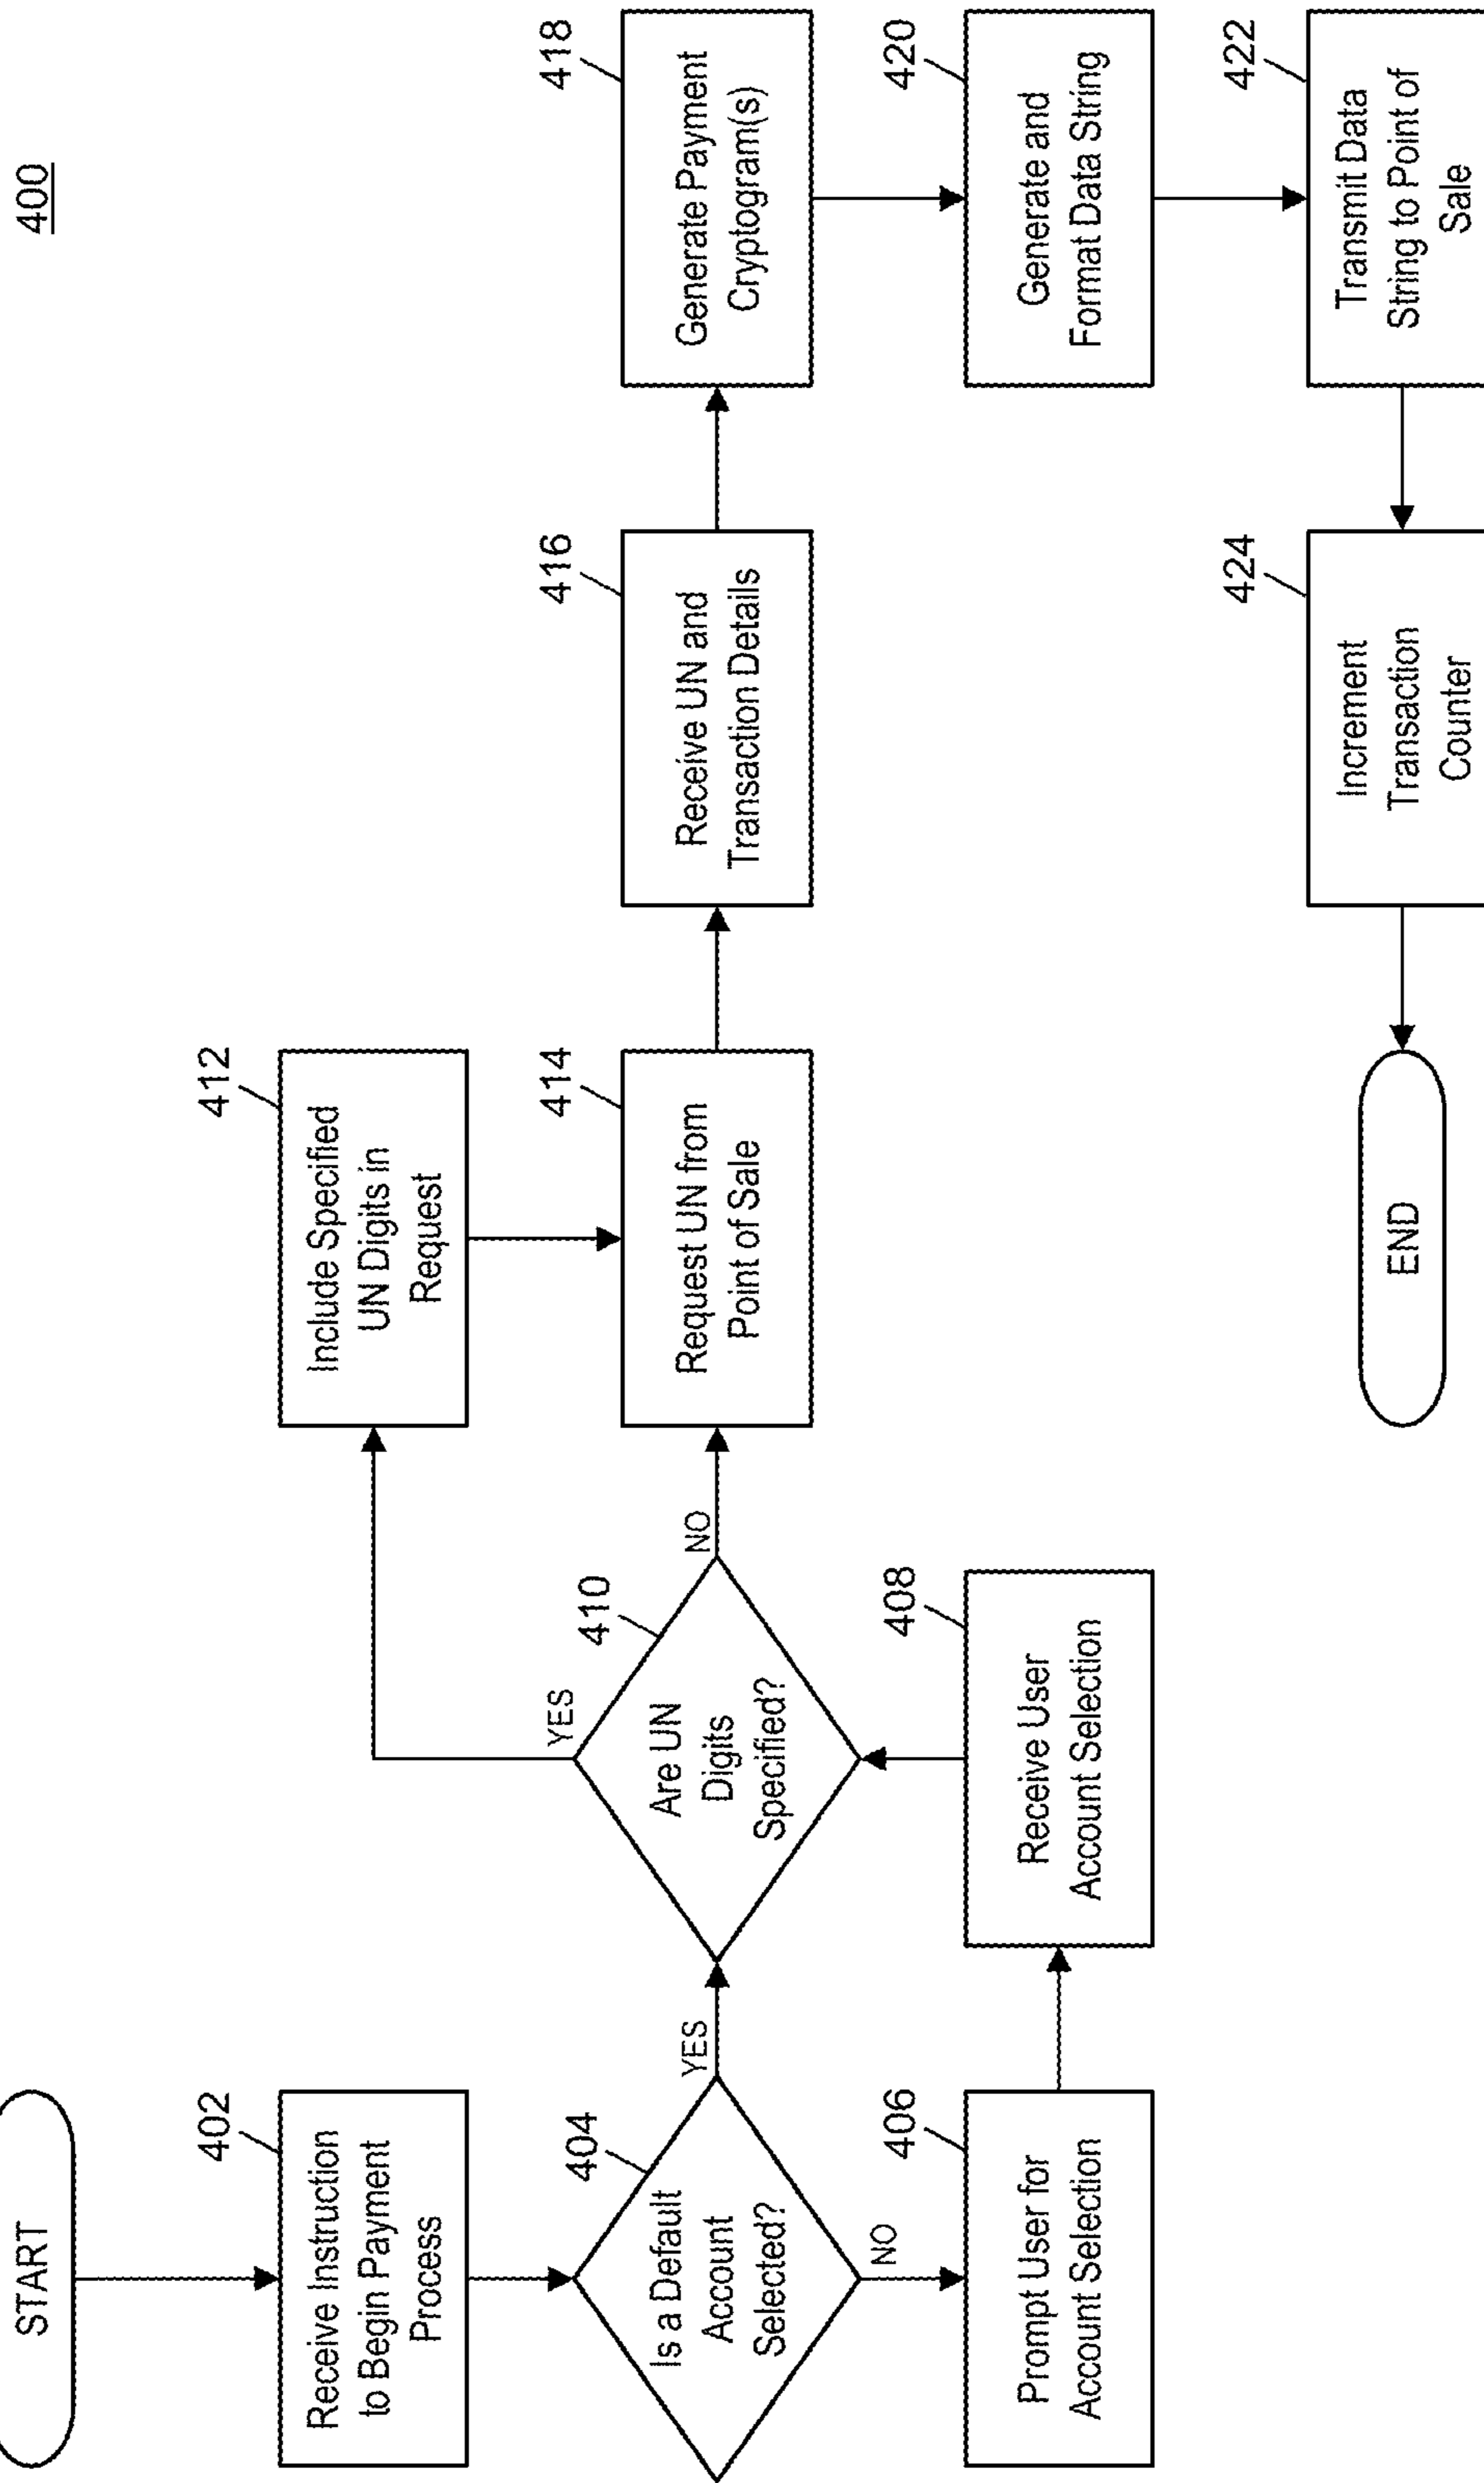 400
START
402
Receive Instruction
to Begin Payment
Process
404
Is a Default
Account
Selected?
YES
NO
406
Prompt User for
Account Selection
408
Receive User
Account Selection
410
Are UN
Digits
Specified?
YES
NO
412
Include Specified
UN Digits in
Request
414
Request UN from
Point of Sale
416
Receive UN and
Transaction Details
418
Generate Payment
Cryptogram(s)
420
Generate and
Format Data String
422
Transmit Data
String to Point of
Sale
424
Increment
Transaction
Counter
END